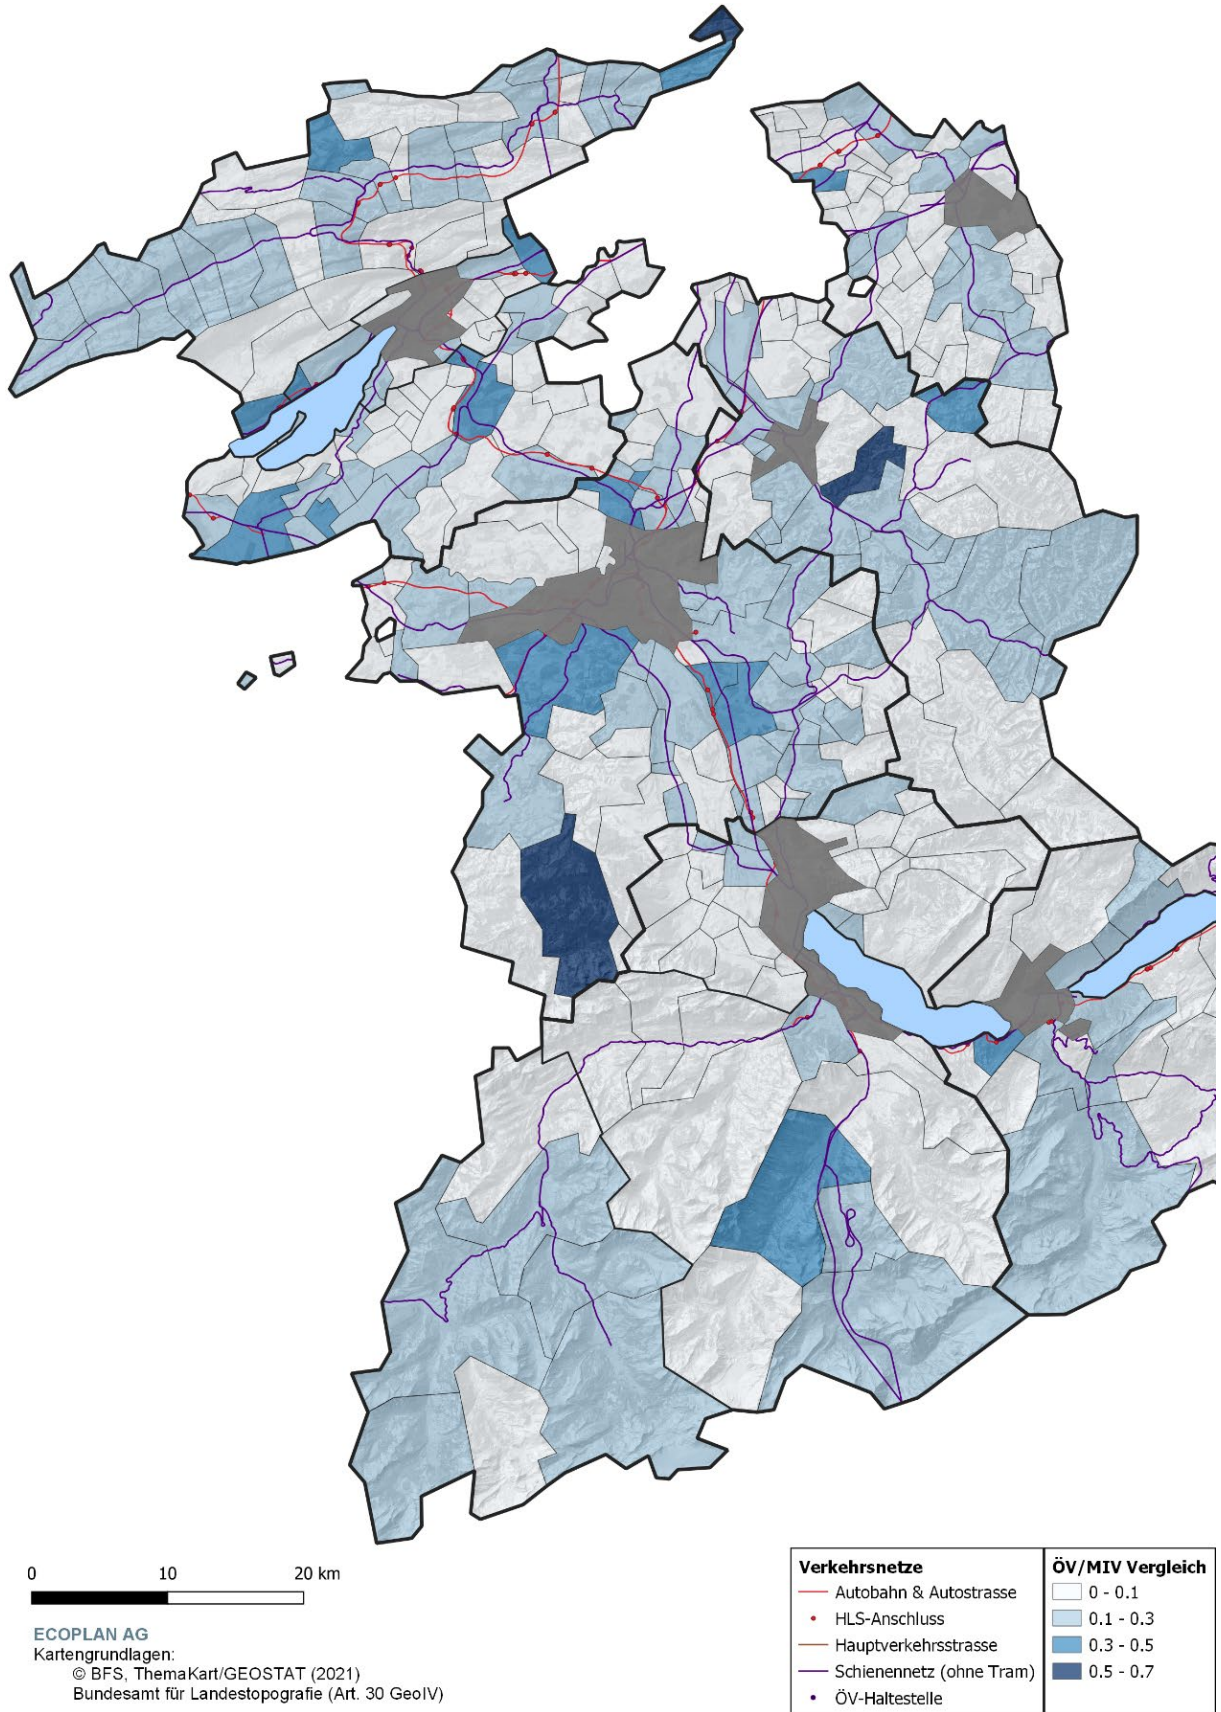 0 10 20 km
ECOPLAN AG
Kartengrundlagen:
© BFS, ThemaKart/GEOSTAT (2021)
Bundesamt für Landestopografie (Art. 30 GeoIV)
Verkehrsnetze
Autobahn & Autostrasse
HLS-Anschluss
Hauptverkehrsstrasse
Schienennetz (ohne Tram)
ÖV-Haltestelle
ÖV/MIV Vergleich
0 - 0.1
0.1 - 0.3
0.3 - 0.5
0.5 - 0.7